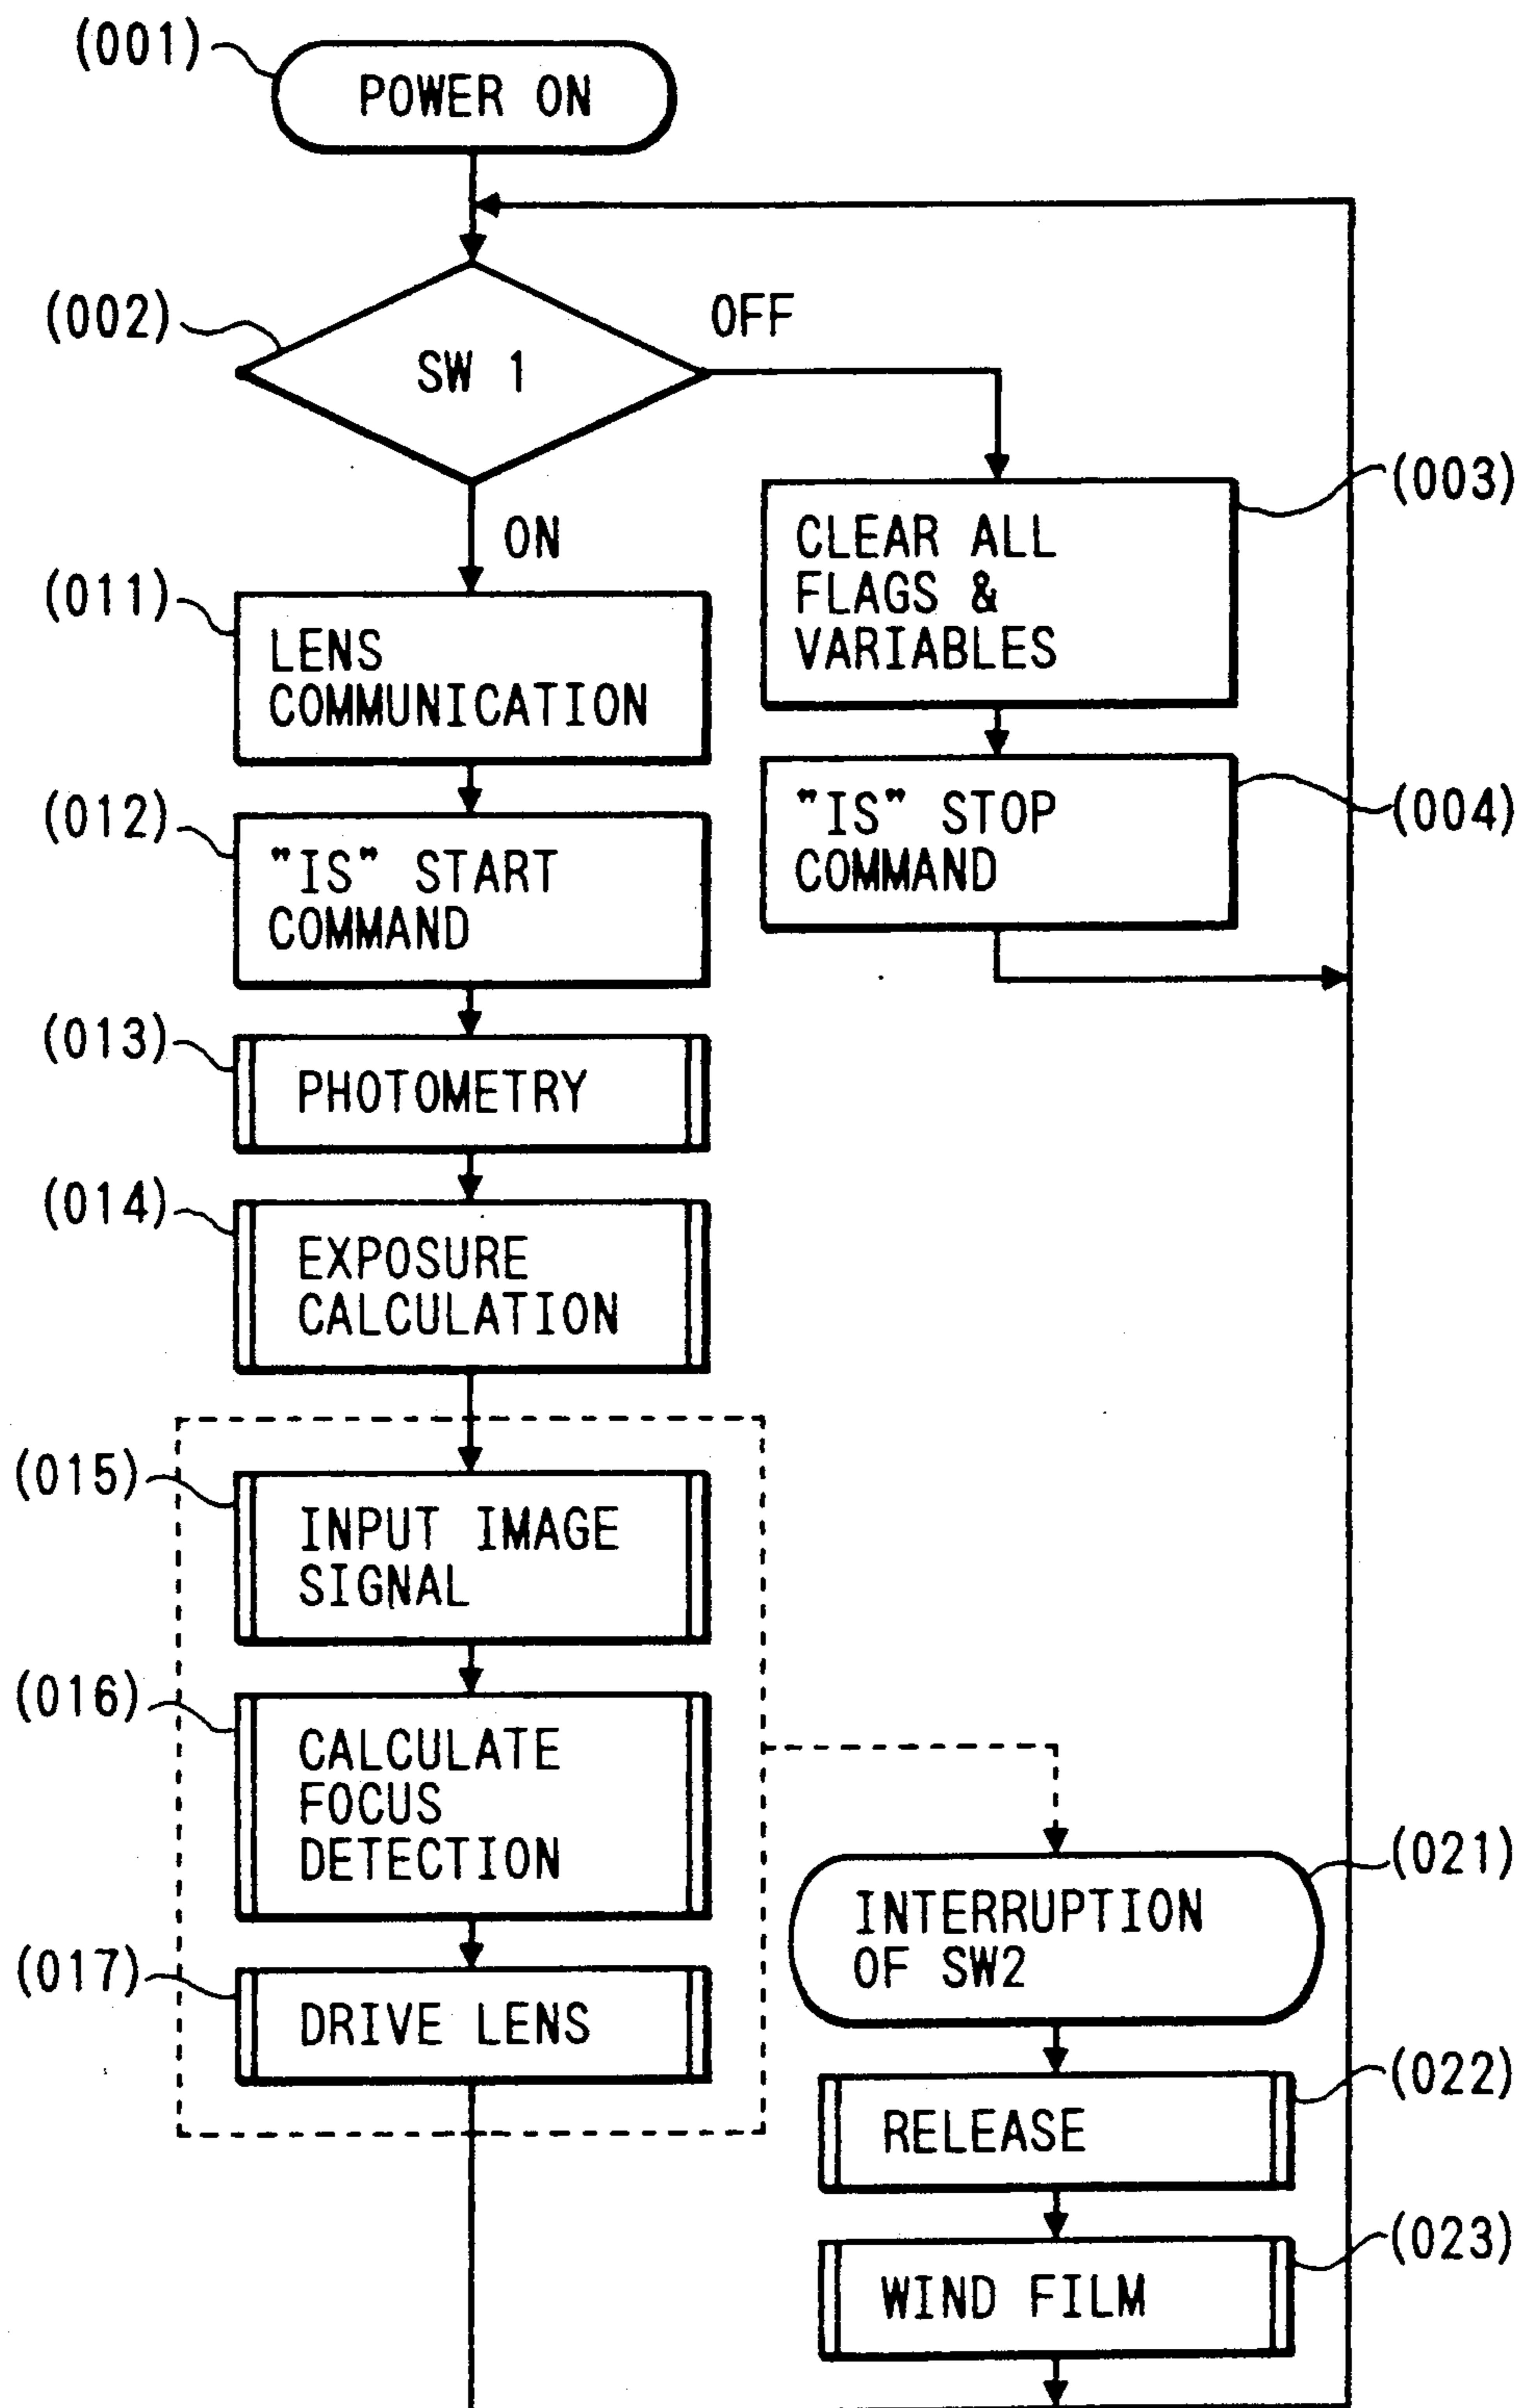 (001)
POWER ON
(002)
SW 1
OFF
ON
(003)
CLEAR ALL
FLAGS &
VARIABLES
(011)
LENS
COMMUNICATION
(004)
"IS" STOP
COMMAND
(012)
"IS" START
COMMAND
(013)
PHOTOMETRY
(014)
EXPOSURE
CALCULATION
(015)
INPUT IMAGE
SIGNAL
(016)
CALCULATE
FOCUS
DETECTION
(021)
INTERRUPTION
OF SW2
(017)
DRIVE LENS
(022)
RELEASE
(023)
WIND FILM